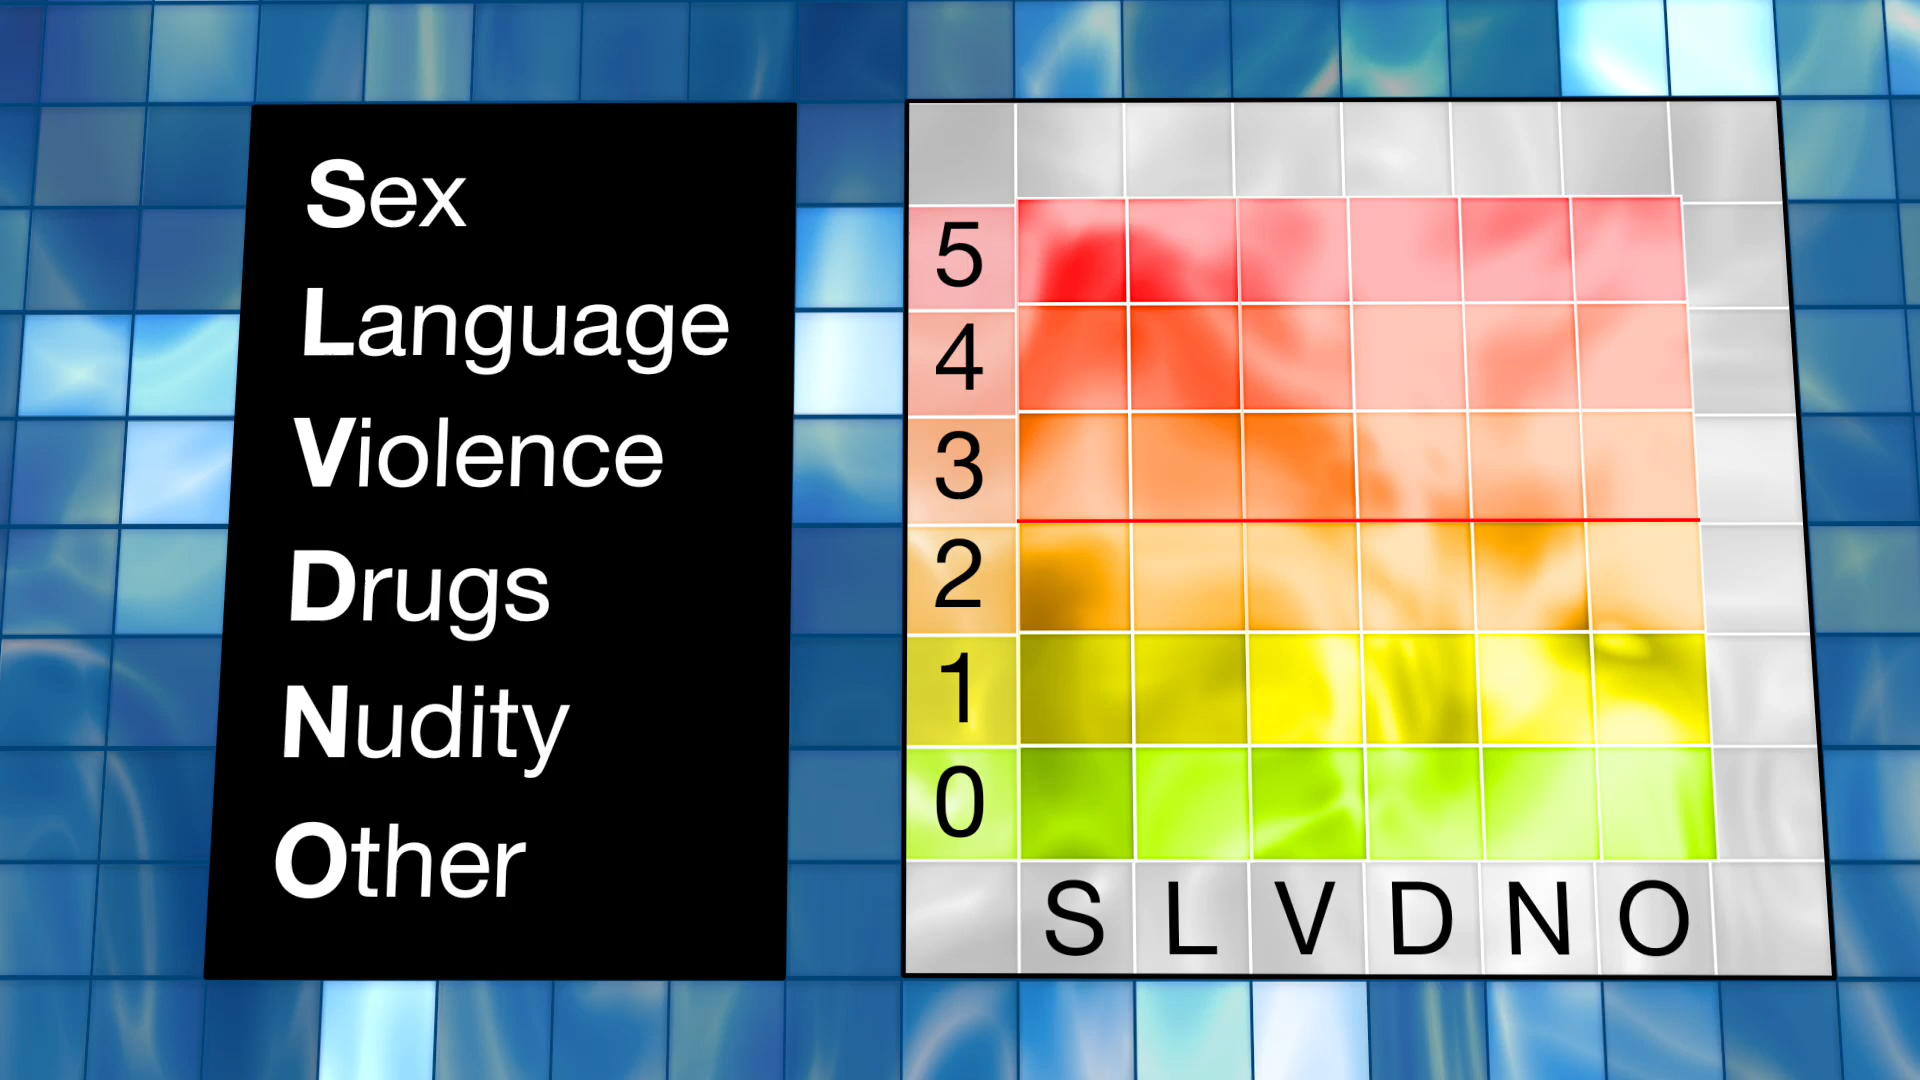 Sex
Language
Violence
Drugs
Nudity
Other
5
4
3
2
1
0
S L V D N O